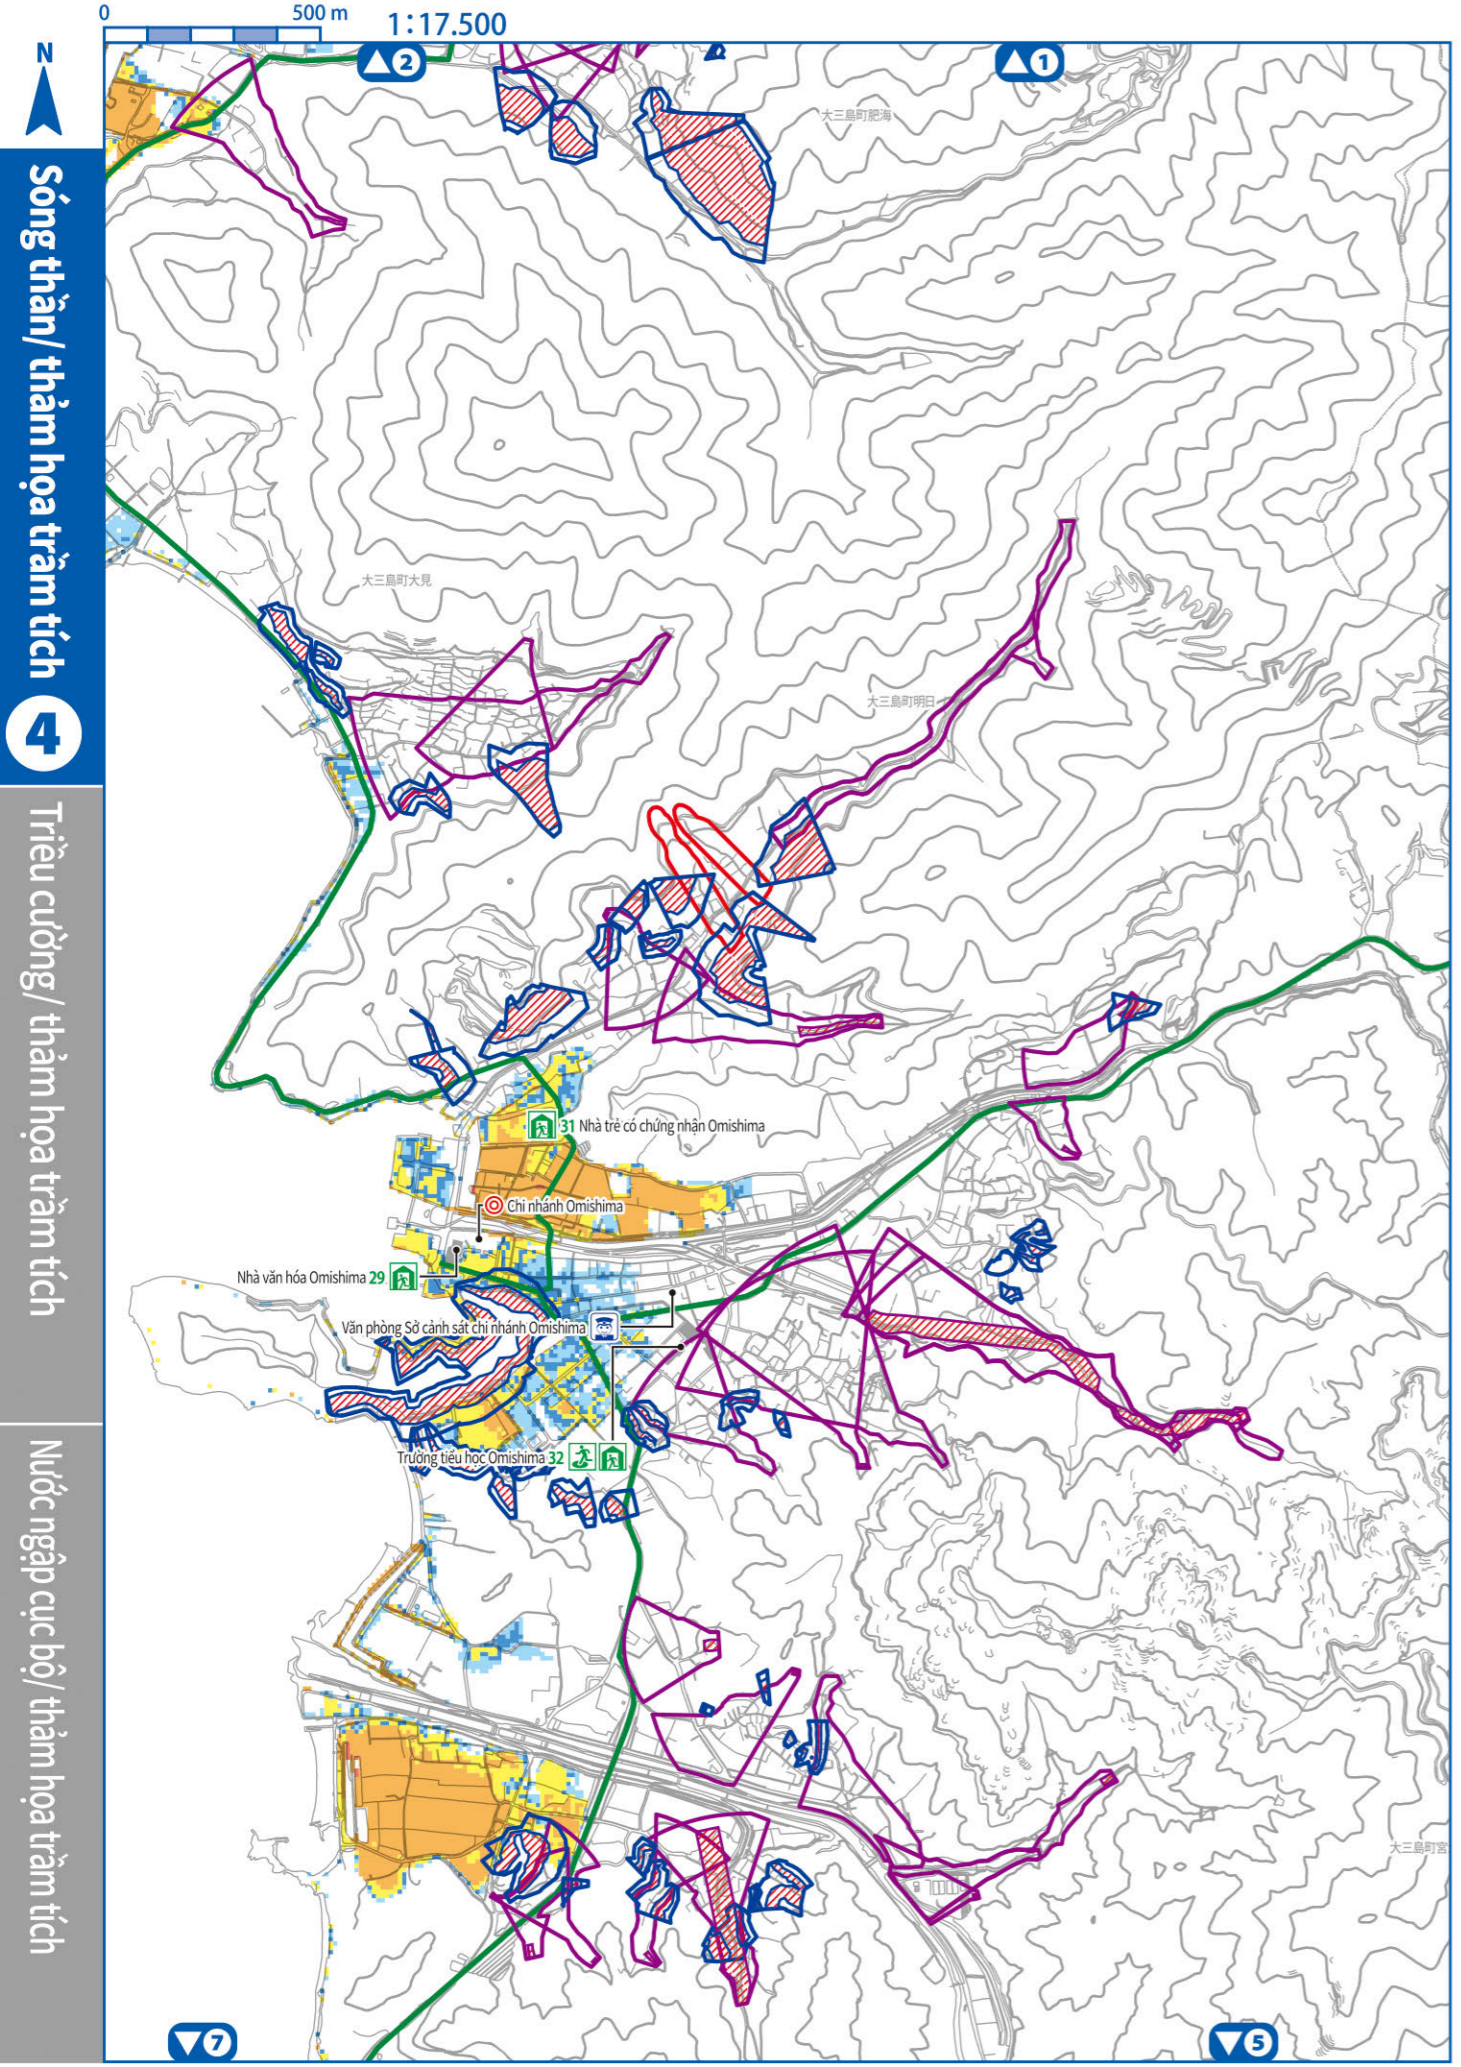 0
500 m
1:17.500
N
2
1
Sóng thần/ thảm họa trầm tích 4
Triều cường/ thảm họa trầm tích
Nước ngập cục bộ/ thảm họa trầm tích
大三島町肥海
大三島町大見
大三島町明日
31 Nhà trẻ có chứng nhận Omishima
Chi nhánh Omishima
Nhà văn hóa Omishima 29
Văn phòng Sở cảnh sát chi nhánh Omishima
Trường tiểu học Omishima 32
大三島町宮
7
5